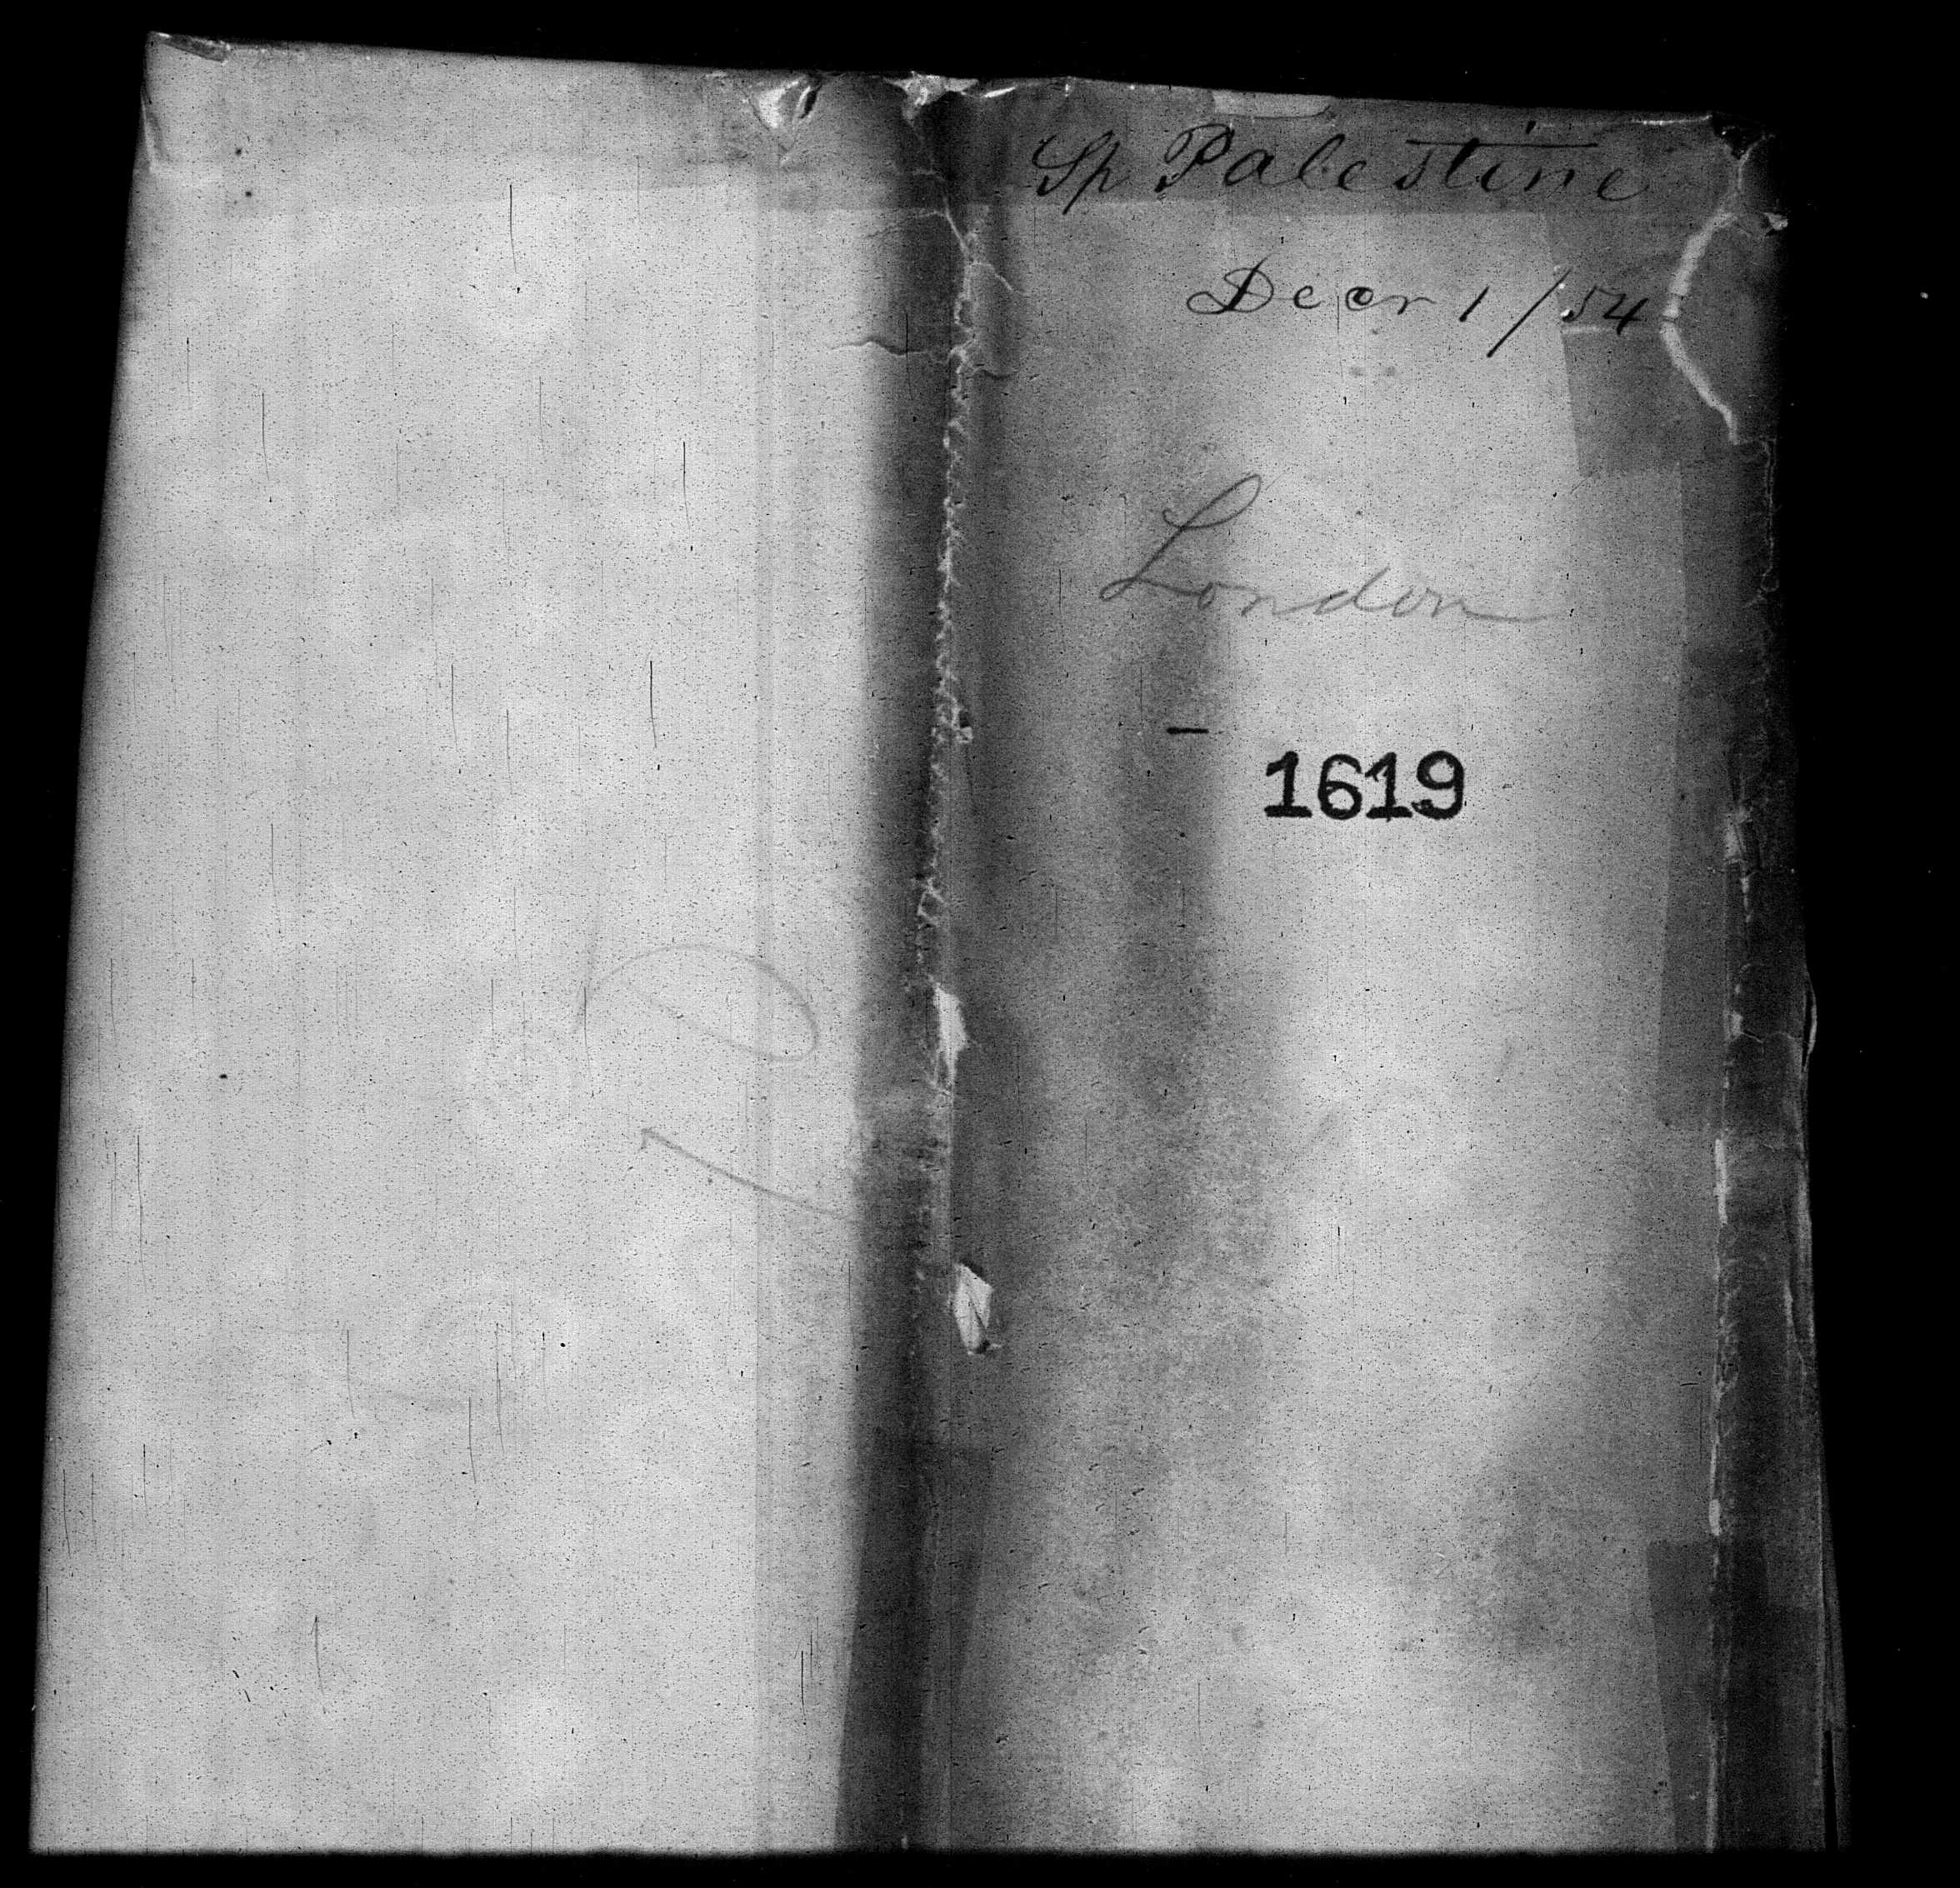 Sp Palestine
Decr 1/54
London
1619